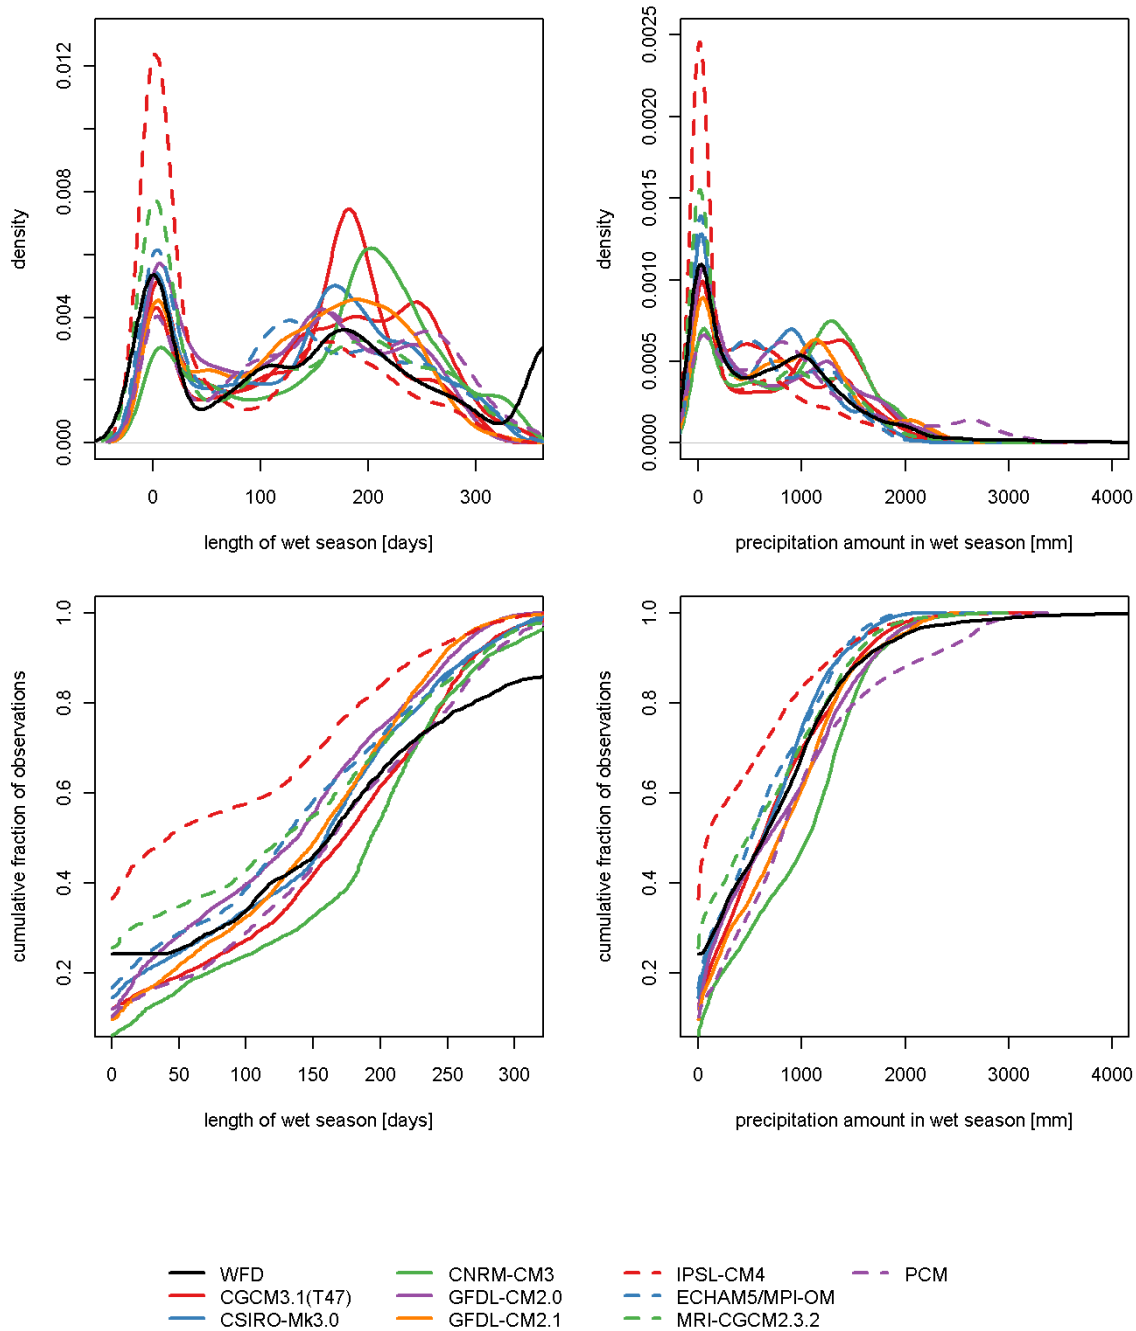 0.000 0.004 0.008 0.012
density
0 100 200 300
length of wet season [days]
0.0000 0.0005 0.0010 0.0015 0.0020 0.0025
density
0 1000 2000 3000 4000
precipitation amount in wet season [mm]
0.2 0.4 0.6 0.8 1.0
cumulative fraction of observations
0 50 100 150 200 250 300
length of wet season [days]
0.2 0.4 0.6 0.8 1.0
cumulative fraction of observations
0 1000 2000 3000 4000
precipitation amount in wet season [mm]
WFD CNRM-CM3 IPSL-CM4 PCM
CGCM3.1(T47) GFDL-CM2.0 ECHAM5/MPI-OM
CSIRO-Mk3.0 GFDL-CM2.1 MRI-CGCM2.3.2